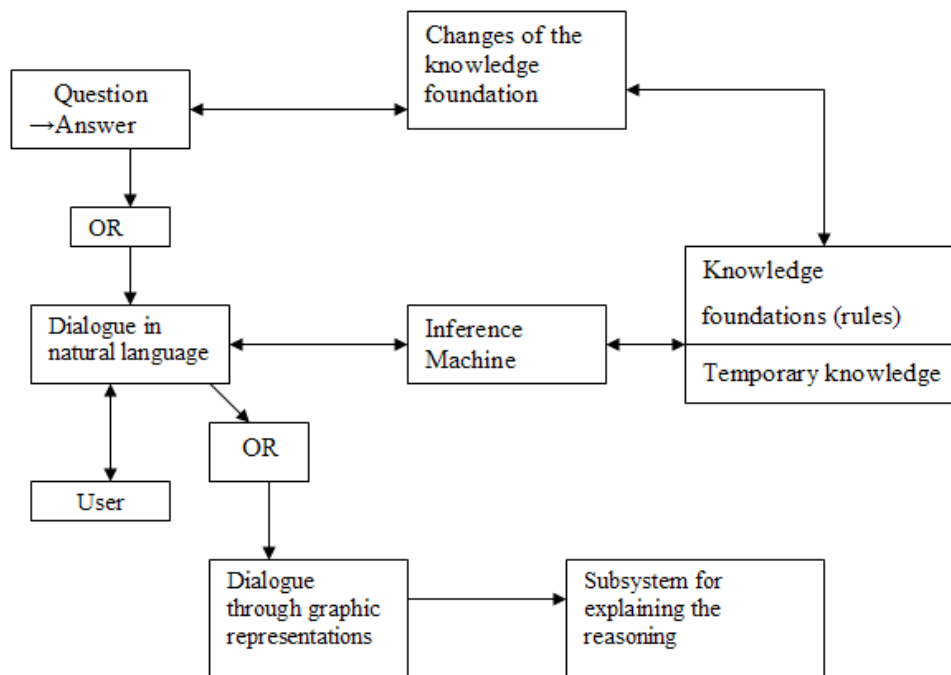 Changes of the
knowledge
foundation
Question
→Answer
OR
Knowledge
foundations (rules)
Temporary knowledge
Dialogue in
natural language
Inference
Machine
OR
User
Dialogue
through graphic
representations
Subsystem for
explaining the
reasoning